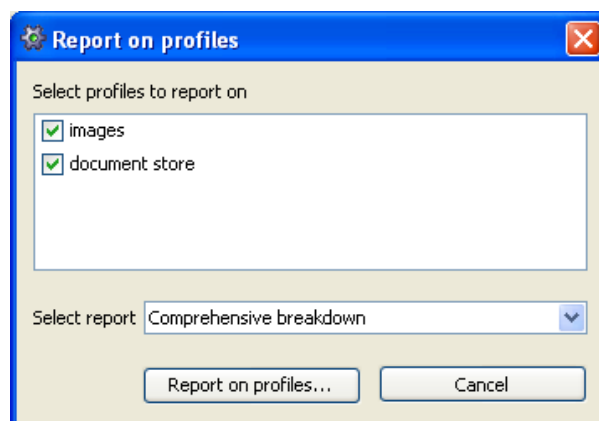 Report on profiles
Select profiles to report on
images
document store
Select report Comprehensive breakdown
Report on profiles... Cancel